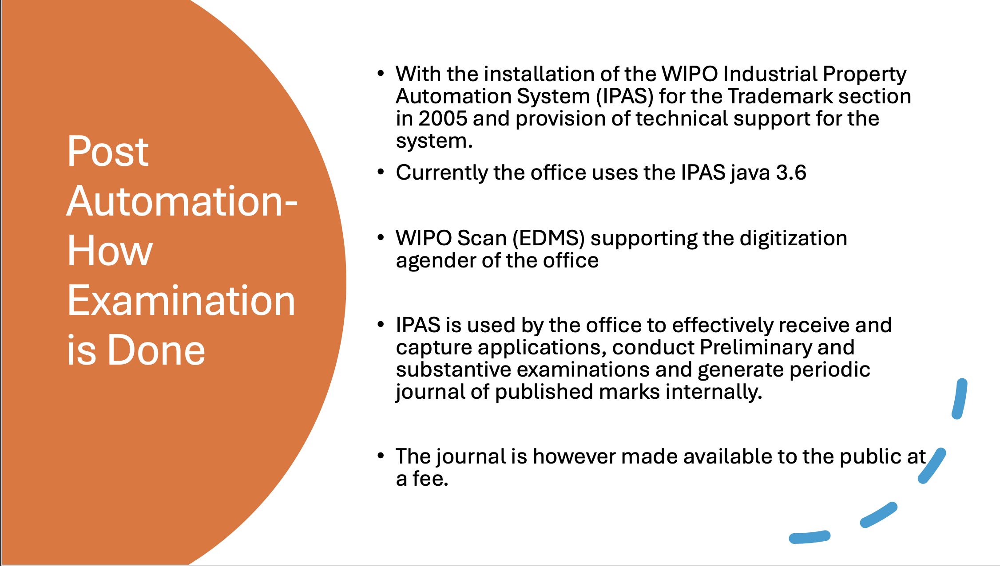 Post
Automation-
How
Examination
is Done
• With the installation of the WIPO Industrial Property
Automation System (IPAS) for the Trademark section
in 2005 and provision of technical support for the
system.
• Currently the office uses the IPAS java 3.6
• WIPO Scan (EDMS) supporting the digitization
agender of the office
• IPAS is used by the office to effectively receive and
capture applications, conduct Preliminary and
substantive examinations and generate periodic
journal of published marks internally.
• The journal is however made available to the public at
a fee.